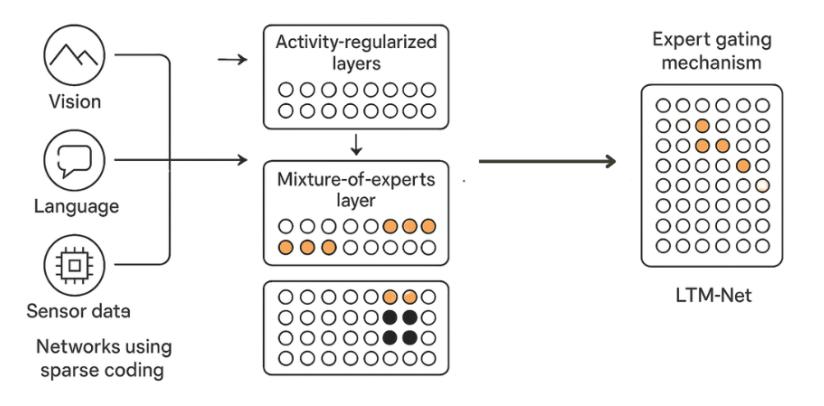 Vision
Language
Sensor data
Networks using
sparse coding
Activity-regularized
layers
Mixture-of-experts
layer
Expert gating
mechanism
LTM-Net